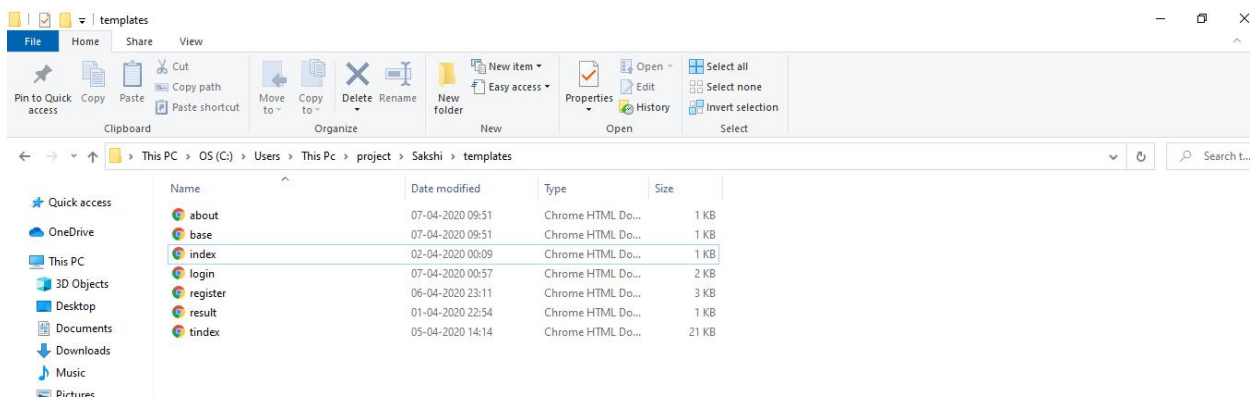 templates
File Home Share View
Pin to Quick access
Copy
Paste
Cut
Copy path
Paste shortcut
Clipboard
Move to
Copy to
Delete
Rename
Organize
New folder
New item
Easy access
New
Properties
Open
Edit
History
Open
Select all
Select none
Invert selection
Select
This PC > OS (C:) > Users > This Pc > project > Sakshi > templates
Search t...
Name Date modified Type Size
Quick access
OneDrive
This PC
3D Objects
Desktop
Documents
Downloads
Music
Pictures
about 07-04-2020 09:51 Chrome HTML Do... 1 KB
base 07-04-2020 09:51 Chrome HTML Do... 1 KB
index 02-04-2020 00:09 Chrome HTML Do... 1 KB
login 07-04-2020 00:57 Chrome HTML Do... 2 KB
register 06-04-2020 23:11 Chrome HTML Do... 3 KB
result 01-04-2020 22:54 Chrome HTML Do... 1 KB
tindex 05-04-2020 14:14 Chrome HTML Do... 21 KB